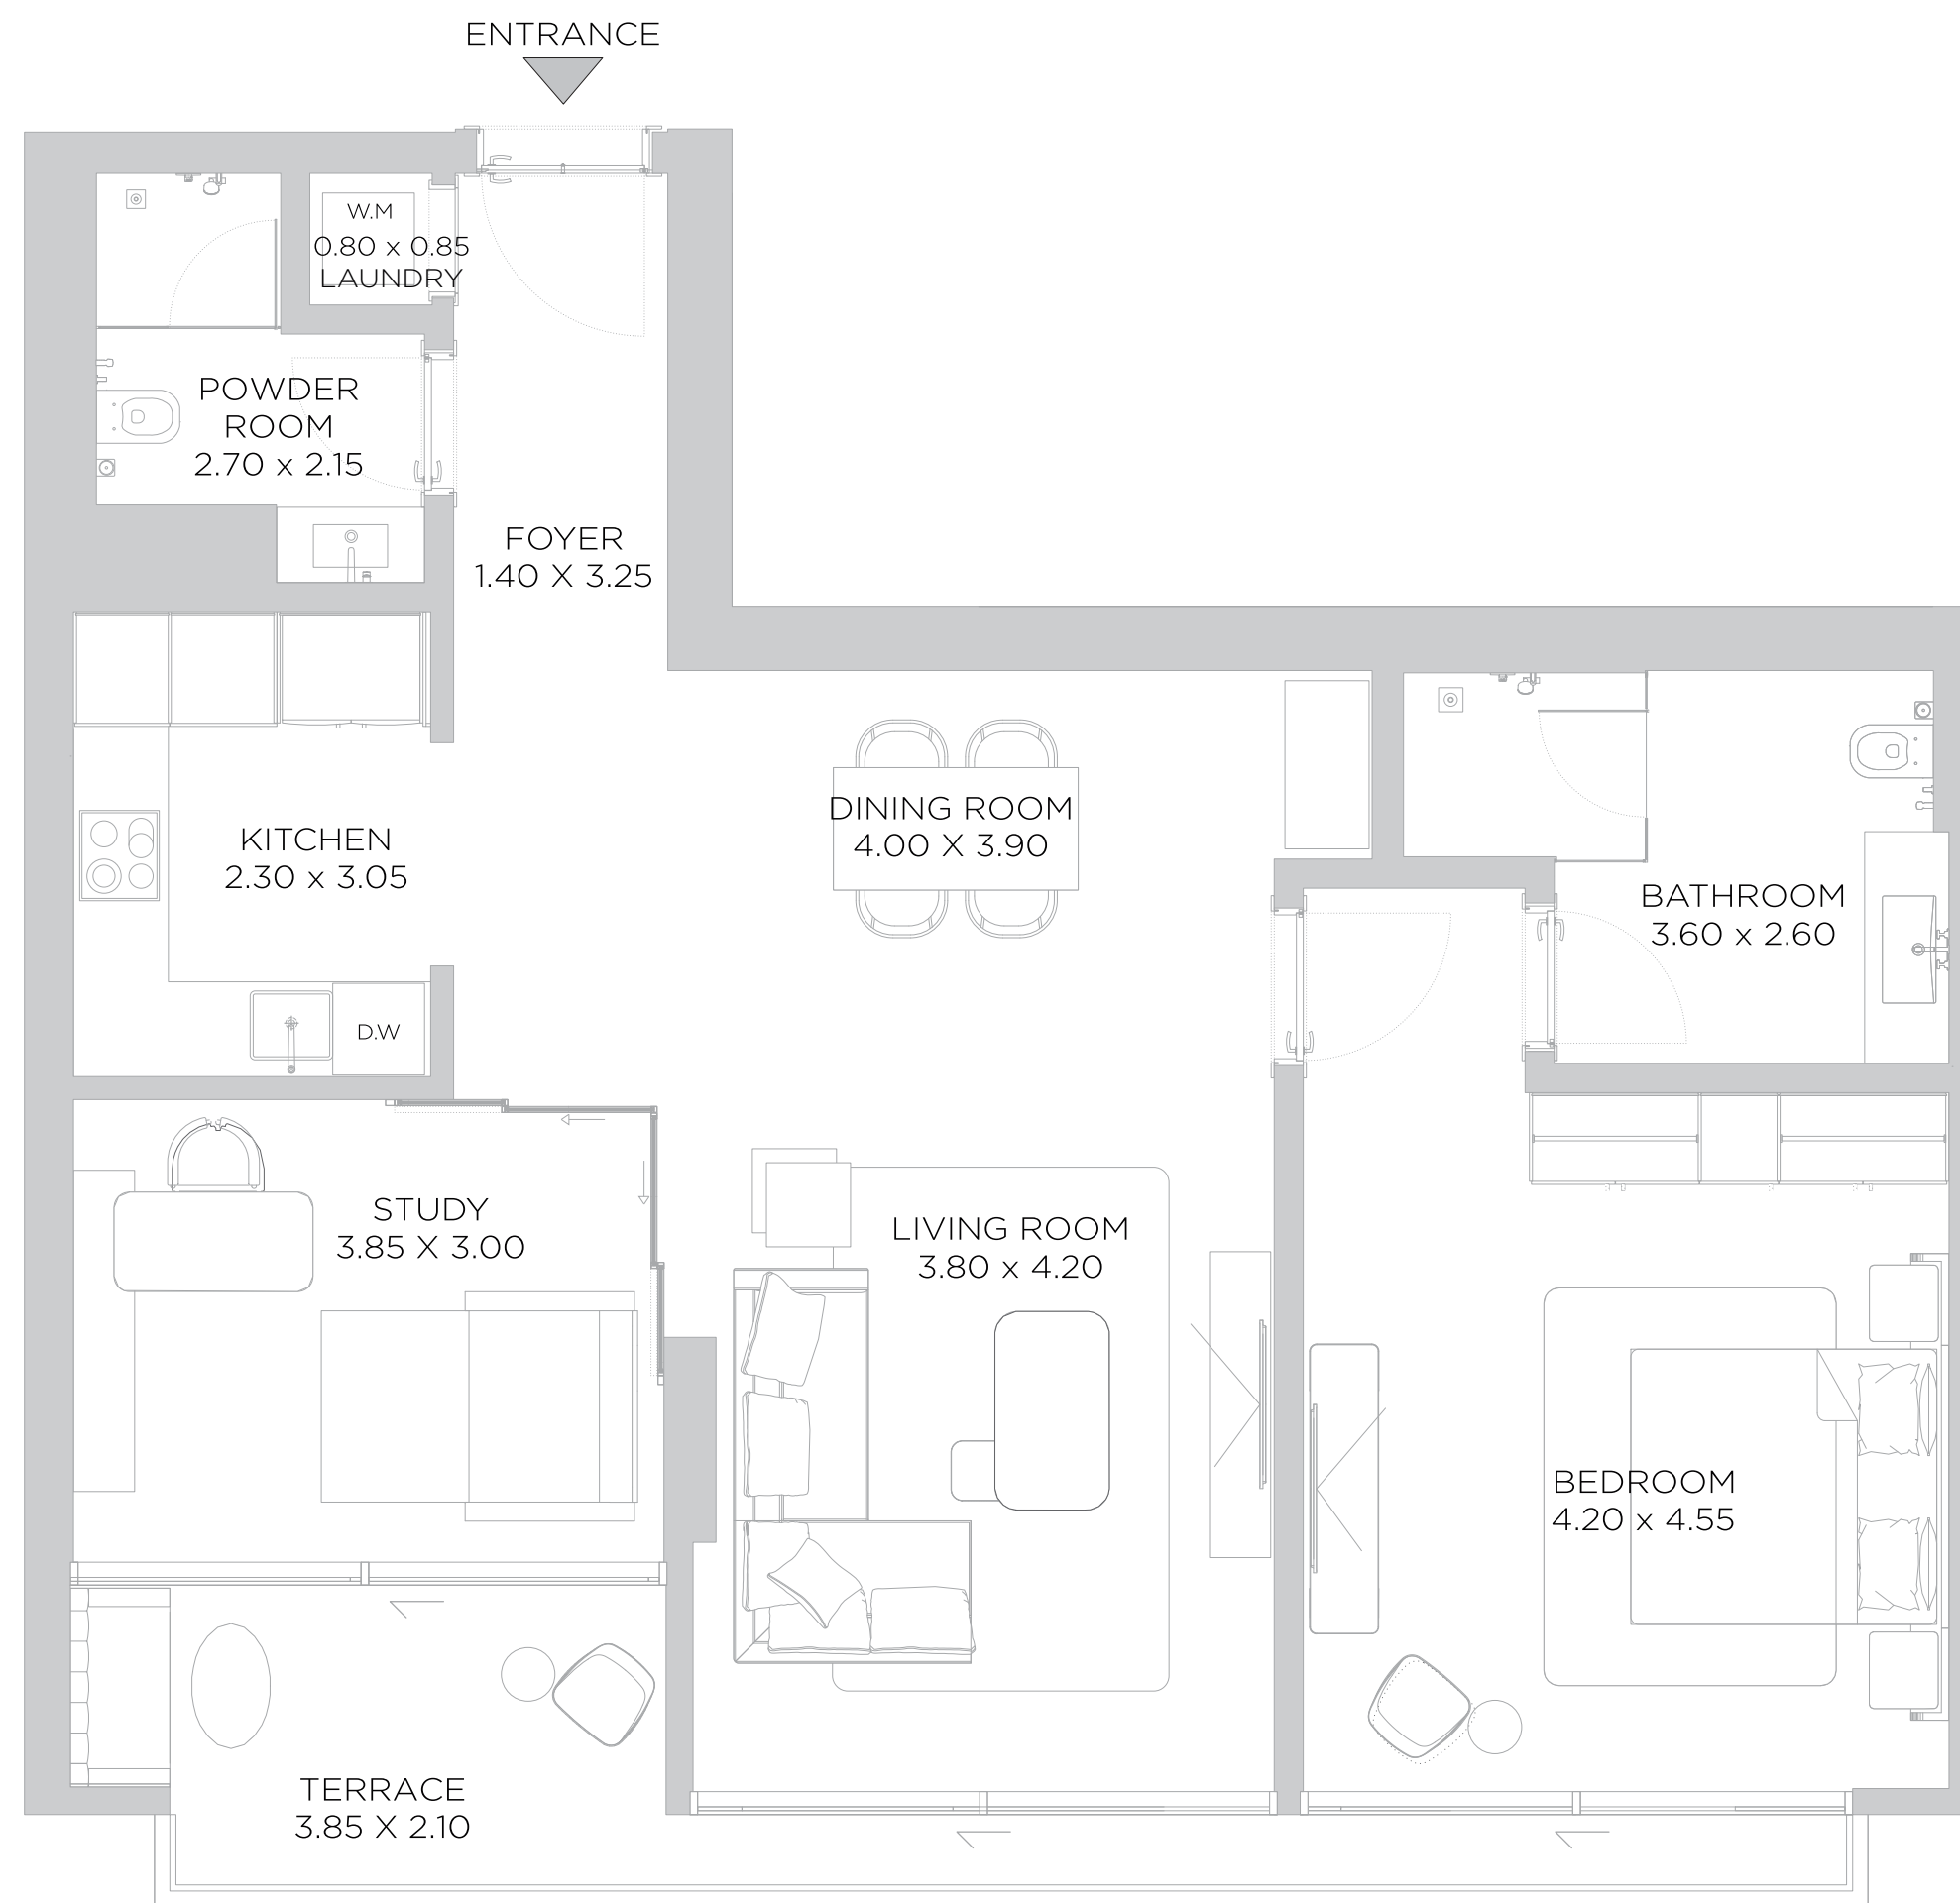 ENTRANCE
W.M
0.80 x 0.85
LAUNDRY
POWDER
ROOM
2.70 x 2.15
FOYER
1.40 X 3.25
DINING ROOM
4.00 X 3.90
KITCHEN
2.30 x 3.05
BATHROOM
3.60 x 2.60
D.W
STUDY
3.85 X 3.00
LIVING ROOM
3.80 x 4.20
BEDROOM
4.20 x 4.55
TERRACE
3.85 X 2.10